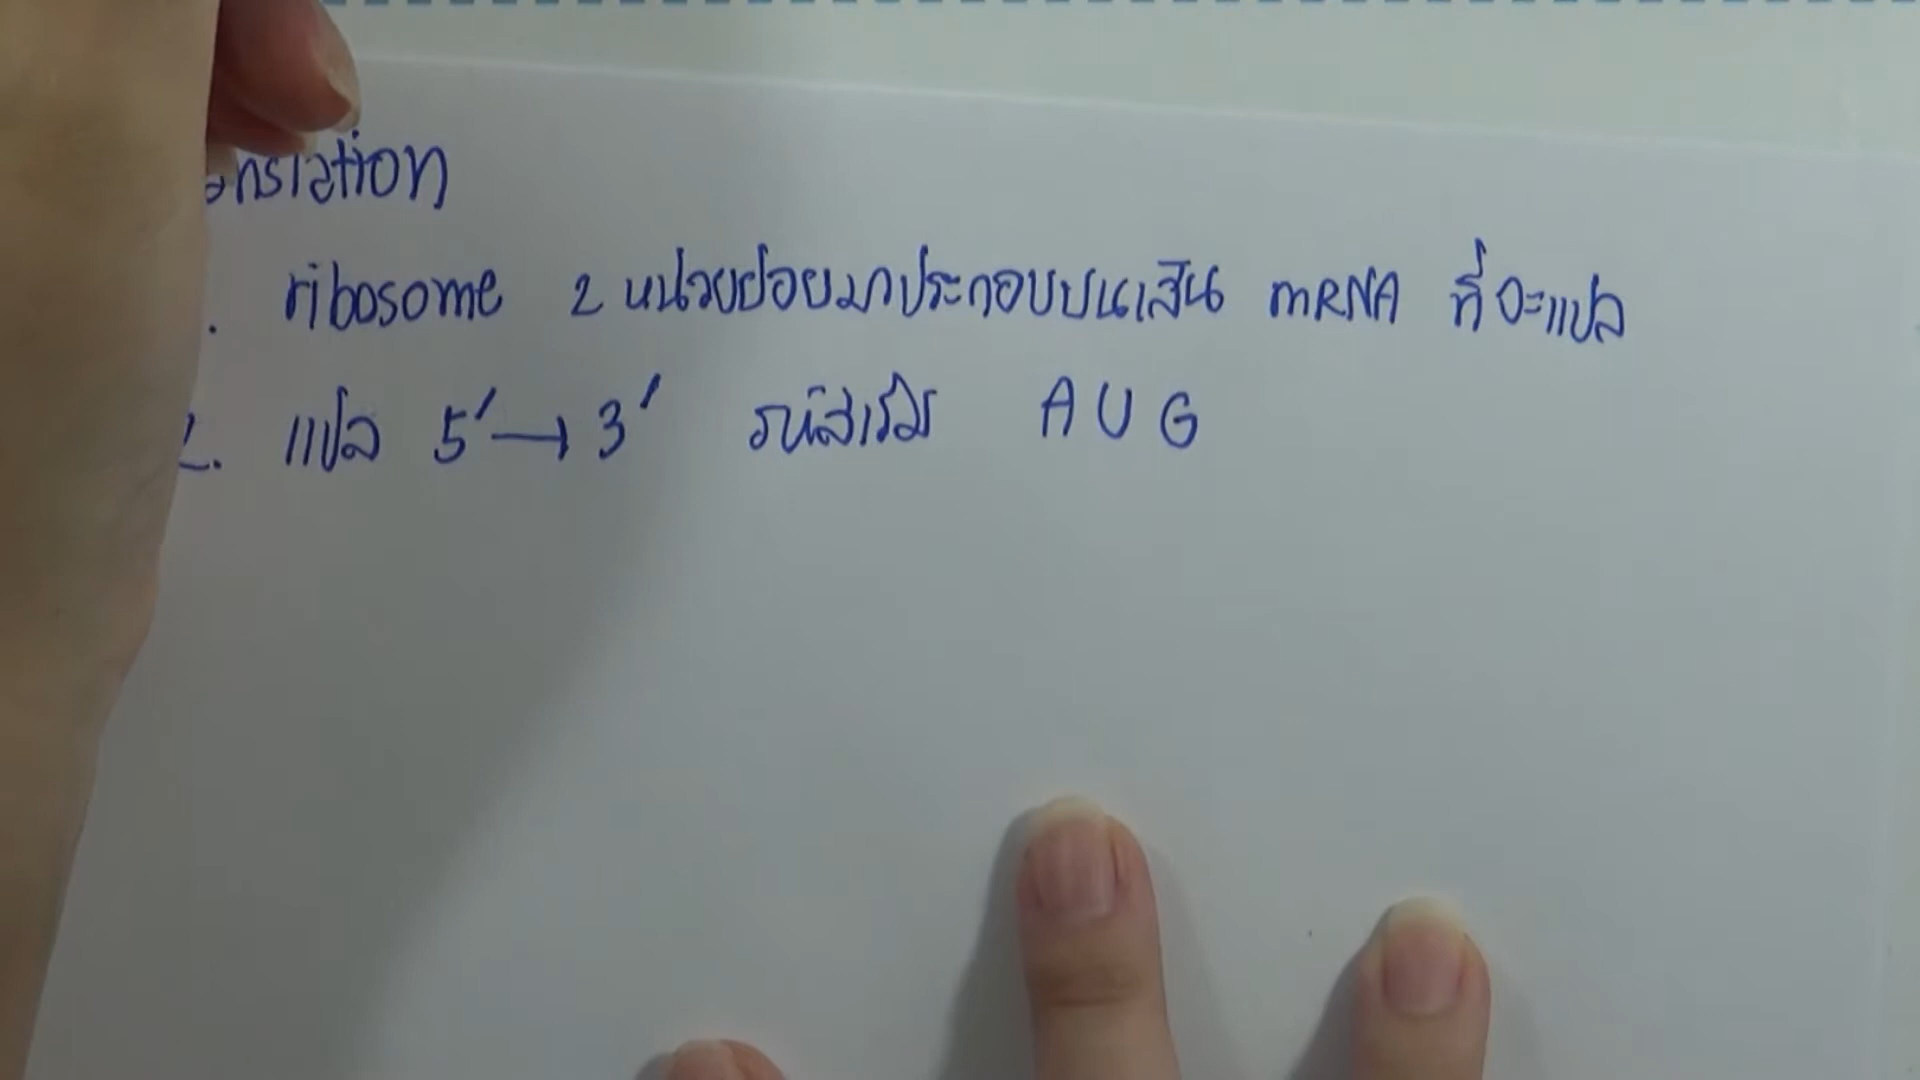 anslation
. ribosome 2 หน่วยย่อยมาประกอบบนเส้น mRNA ที่จะแปล
2. แปล 5' → 3' รหัสเริ่ม AUG